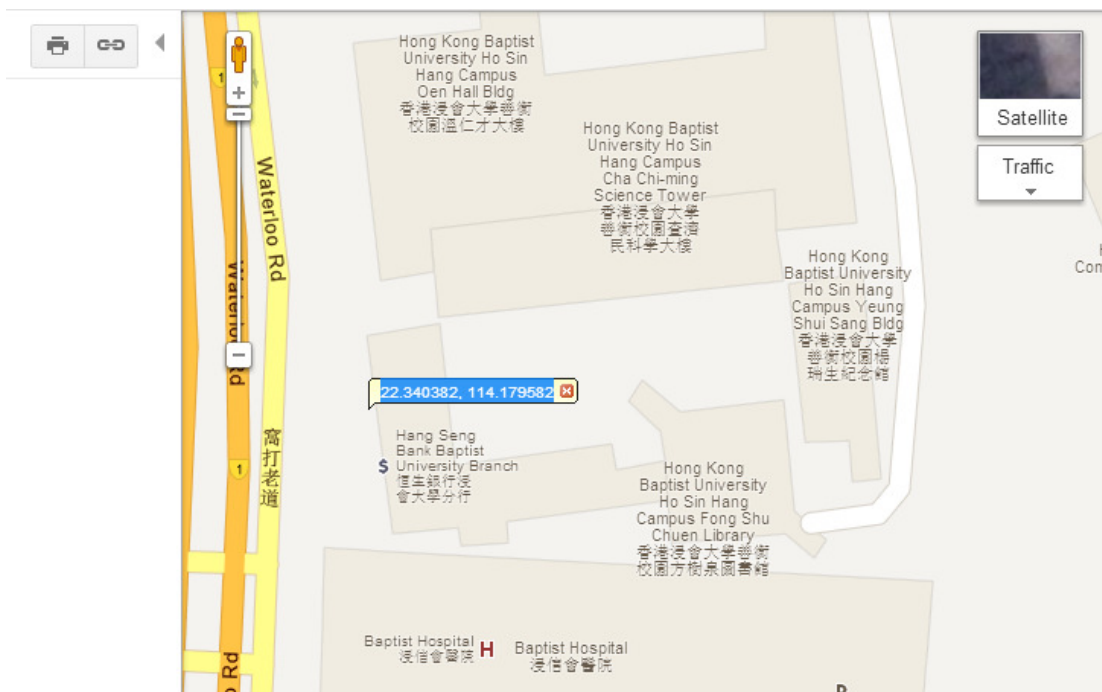 Hong Kong Baptist
University Ho Sin
Hang Campus
Oen Hall Bldg
香港浸會大學善衡
校園溫仁才大樓
Hong Kong Baptist
University Ho Sin
Hang Campus
Cha Chi-ming
Science Tower
香港浸會大學
善衡校園查濟
民科學大樓
Satellite
Traffic
1
Waterloo Rd
Waterloo Rd
Com
Hong Kong
Baptist University
Ho Sin Hang
Campus Yeung
Shui Sang Bldg
香港浸會大學
善衡校園楊
瑞生紀念館
22.340382, 114.179582
窩打老道
1
$
Hang Seng
Bank Baptist
University Branch
恒生銀行浸
會大學分行
Hong Kong
Baptist University
Ho Sin Hang
Campus Fong Shu
Chuen Library
香港浸會大學善衡
校園方樹泉圖書館
Baptist Hospital
浸信會醫院
H
Baptist Hospital
浸信會醫院
o Rd